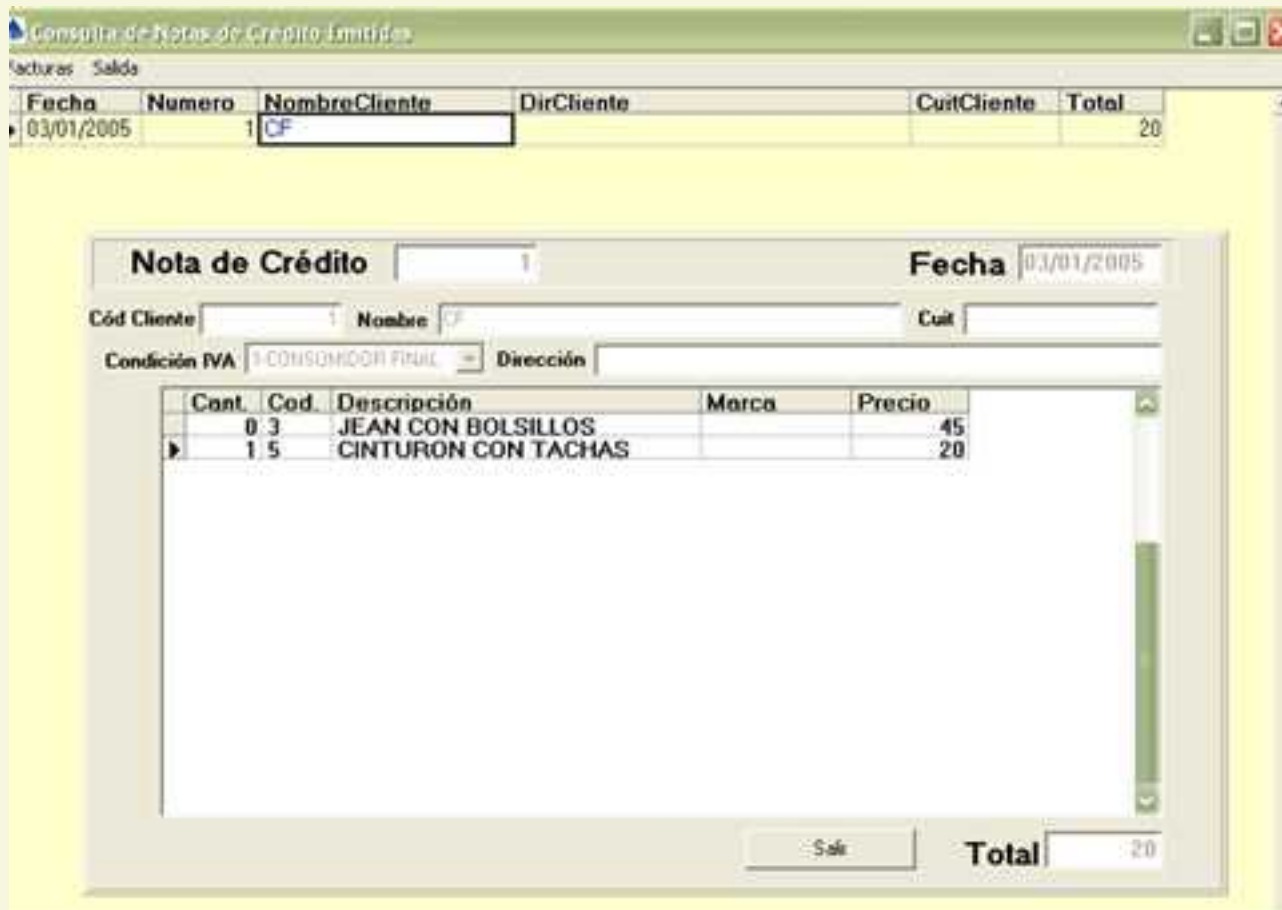 Consulta de Notas de Crédito Emitidas
Facturas Salida
Fecha Numero NombreCliente DirCliente CuitCliente Total
03/01/2005 1 CF 20
Nota de Crédito 1 Fecha 03/01/2005
Cód Cliente 1 Nombre CF Cuit
Condición IVA 1-CONSUMIDOR FINAL Dirección
Cant. Cod. Descripción Marca Precio
0 3 JEAN CON BOLSILLOS 45
1 5 CINTURON CON TACHAS 20
Salir Total 20